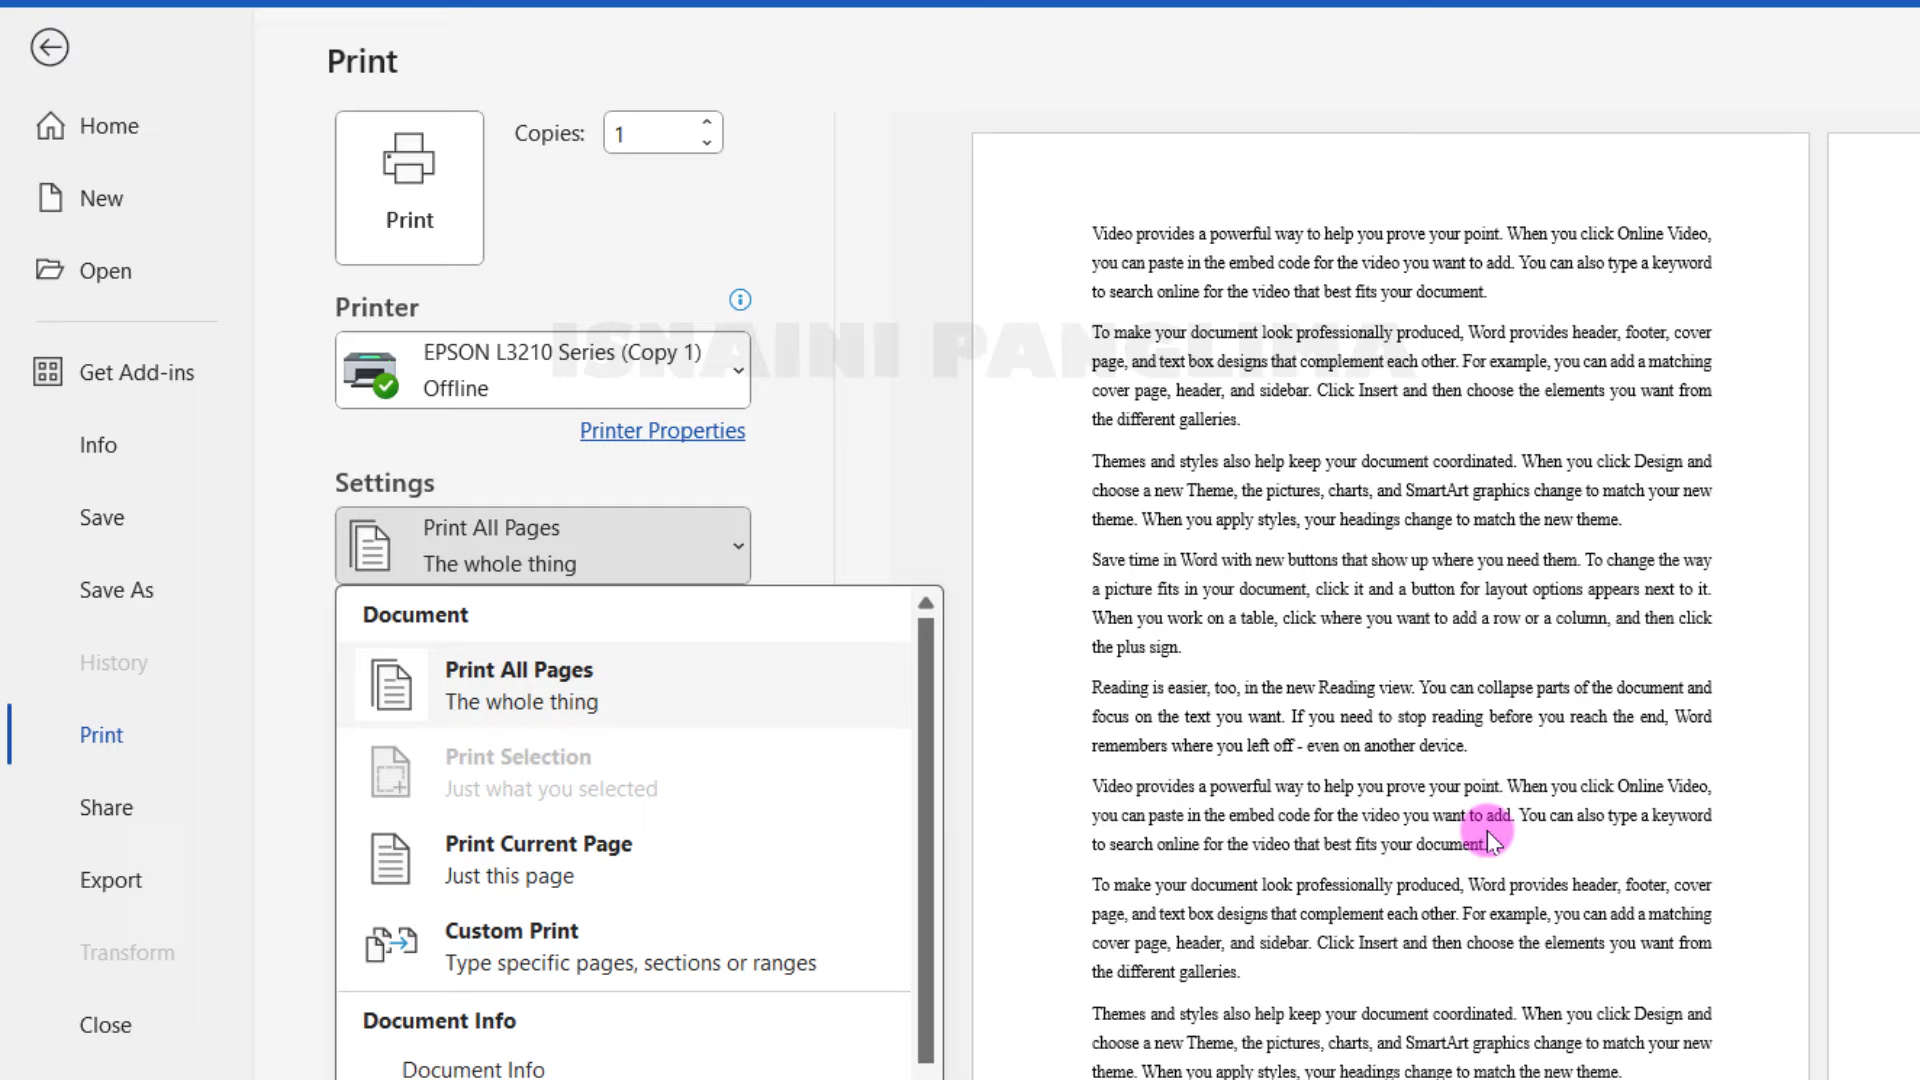 Print
Home
New
Open
Get Add-ins
Info
Save
Save As
History
Print
Share
Export
Transform
Close
Print
Copies:
1
Printer
EPSON L3210 Series (Copy 1)
Offline
Printer Properties
Settings
Print All Pages
The whole thing
Document
Print All Pages
The whole thing
Print Selection
Just what you selected
Print Current Page
Just this page
Custom Print
Type specific pages, sections or ranges
Document Info
Document Info
ISNAINI PANGLIMA
Video provides a powerful way to help you prove your point. When you click Online Video,
you can paste in the embed code for the video you want to add. You can also type a keyword
to search online for the video that best fits your document.
To make your document look professionally produced, Word provides header, footer, cover
page, and text box designs that complement each other. For example, you can add a matching
cover page, header, and sidebar. Click Insert and then choose the elements you want from
the different galleries.
Themes and styles also help keep your document coordinated. When you click Design and
choose a new Theme, the pictures, charts, and SmartArt graphics change to match your new
theme. When you apply styles, your headings change to match the new theme.
Save time in Word with new buttons that show up where you need them. To change the way
a picture fits in your document, click it and a button for layout options appears next to it.
When you work on a table, click where you want to add a row or a column, and then click
the plus sign.
Reading is easier, too, in the new Reading view. You can collapse parts of the document and
focus on the text you want. If you need to stop reading before you reach the end, Word
remembers where you left off - even on another device.
Video provides a powerful way to help you prove your point. When you click Online Video,
you can paste in the embed code for the video you want to add. You can also type a keyword
to search online for the video that best fits your document.
To make your document look professionally produced, Word provides header, footer, cover
page, and text box designs that complement each other. For example, you can add a matching
cover page, header, and sidebar. Click Insert and then choose the elements you want from
the different galleries.
Themes and styles also help keep your document coordinated. When you click Design and
choose a new Theme, the pictures, charts, and SmartArt graphics change to match your new
theme. When you apply styles, your headings change to match the new theme.